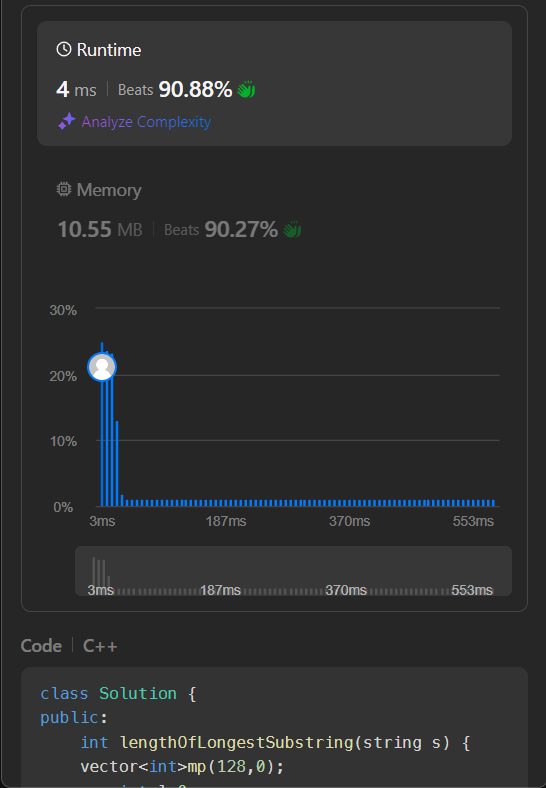 Runtime
4 ms | Beats 90.88%
Analyze Complexity
Memory
10.55 MB | Beats 90.27%
30%
20%
10%
0%
3ms 187ms 370ms 553ms
3ms 187ms 370ms 553ms
Code | C++
class Solution {
public:
    int lengthOfLongestSubstring(string s) {
    vector<int>mp(128,0);